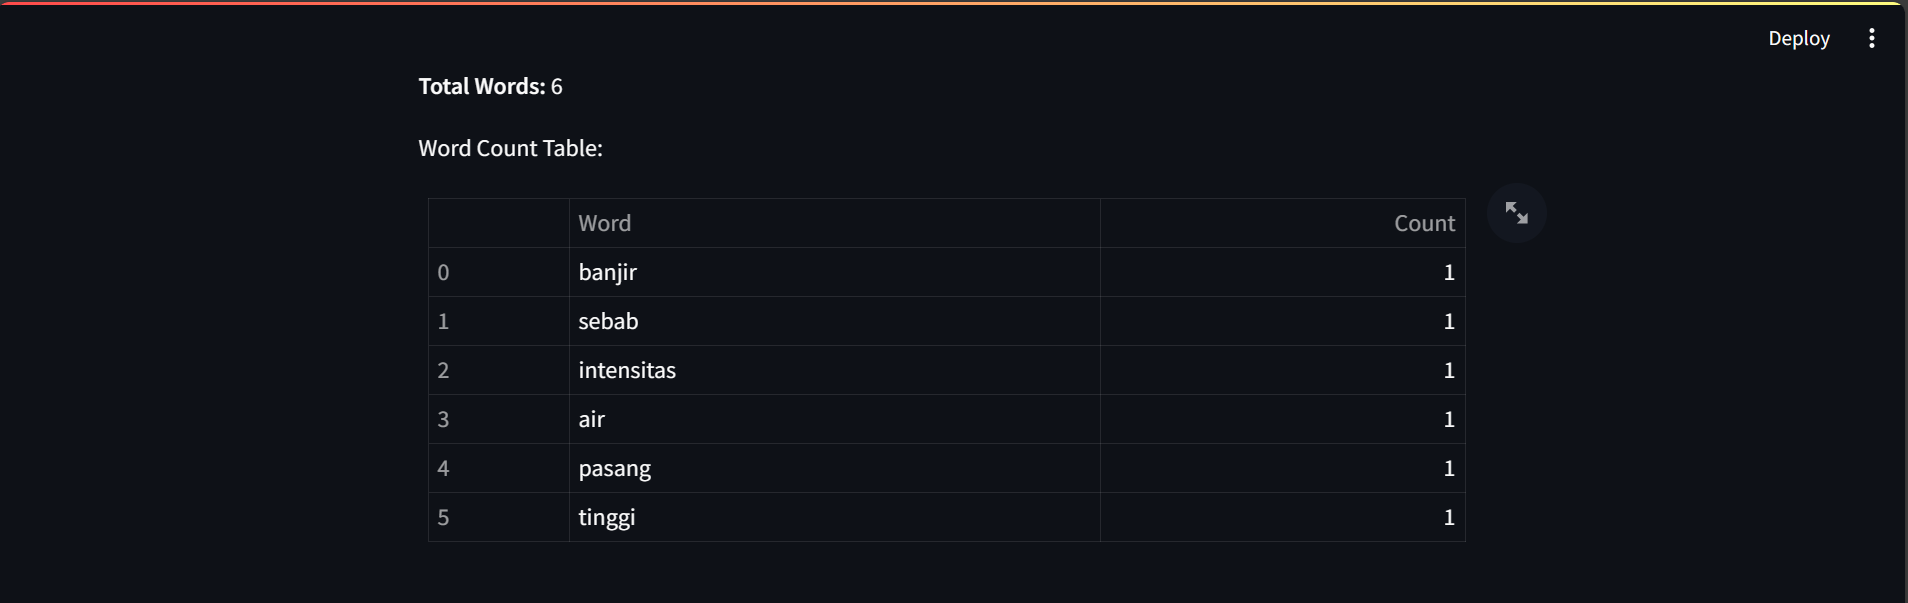 Deploy
Total Words: 6
Word Count Table:
Word Count
0 banjir 1
1 sebab 1
2 intensitas 1
3 air 1
4 pasang 1
5 tinggi 1